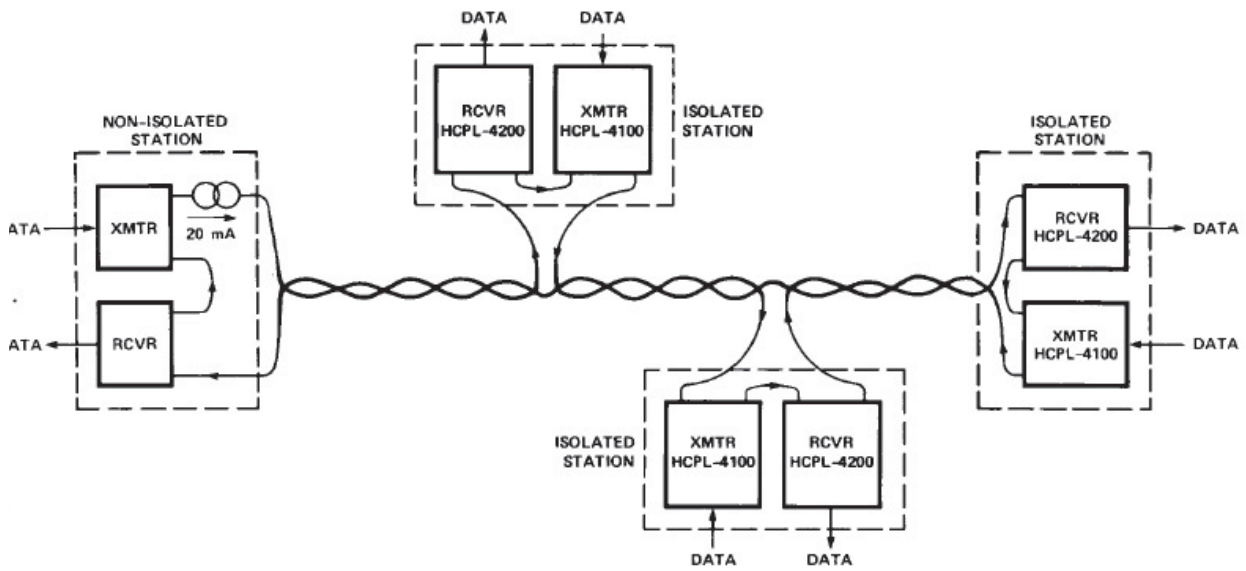 DATA
DATA
RCVR
HCPL-4200
XMTR
HCPL-4100
ISOLATED
STATION
NON-ISOLATED
STATION
ATA
XMTR
20 mA
ATA
RCVR
ISOLATED
STATION
RCVR
HCPL-4200
DATA
XMTR
HCPL-4100
DATA
ISOLATED
STATION
XMTR
HCPL-4100
RCVR
HCPL-4200
DATA
DATA